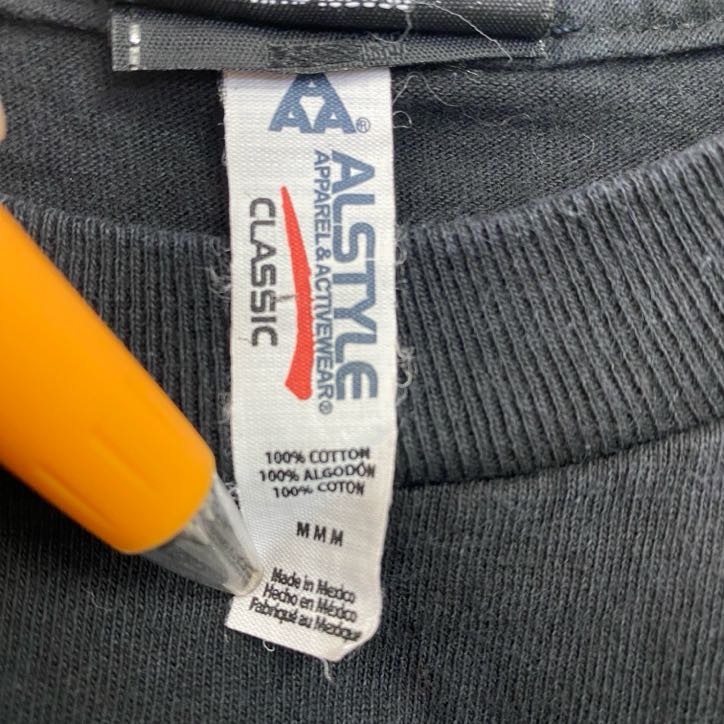 AAA®
ALSTYLE
APPAREL & ACTIVEWEAR®
CLASSIC
100% COTTON
100% ALGODÓN
100% COTON
M M M
Made in Mexico
Hecho en México
Fabriqué au Mexique